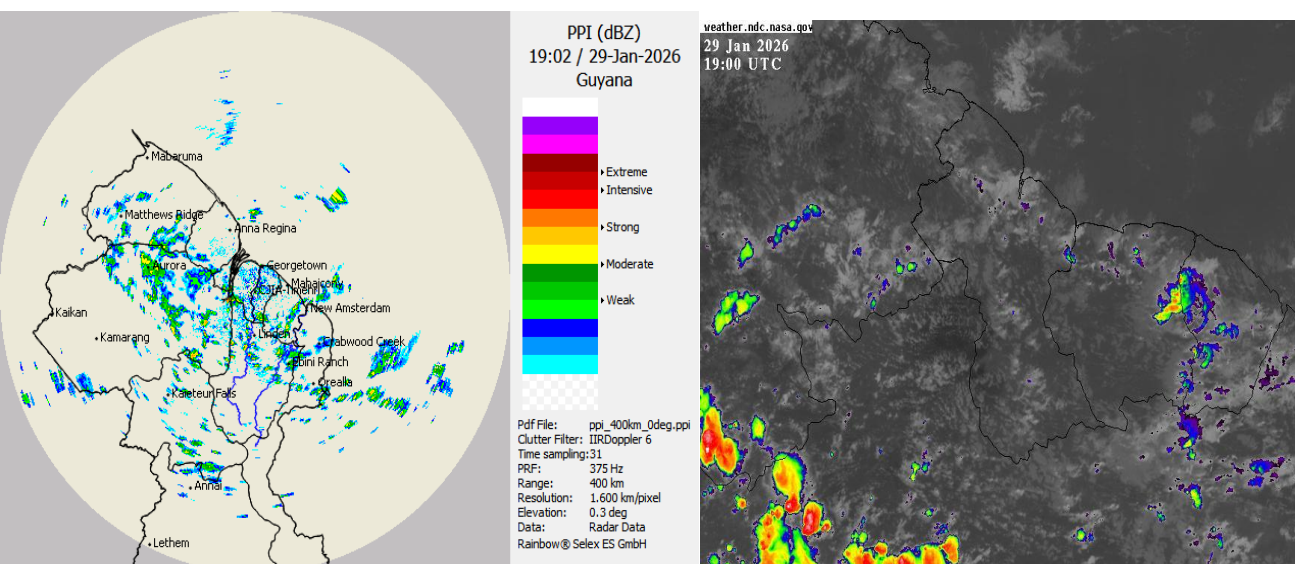 PPI (dBZ)
19:02 / 29-Jan-2026
Guyana
Extreme
Intensive
Strong
Moderate
Weak
Pdf File: ppi_400km_0deg.ppi
Clutter Filter: IIRDoppler 6
Time sampling:31
PRF: 375 Hz
Range: 400 km
Resolution: 1.600 km/pixel
Elevation: 0.3 deg
Data: Radar Data
Rainbow® Selex ES GmbH
Mabaruma
Matthews Ridge
Anna Regina
Aurora
Georgetown
Mahaicony
CJIA-Timehri
New Amsterdam
Kaikan
Kamarang
Linden
Crabwood Creek
Ebini Ranch
Orealla
Kaieteur Falls
Annai
Lethem
weather.ndc.nasa.gov
29 Jan 2026
19:00 UTC